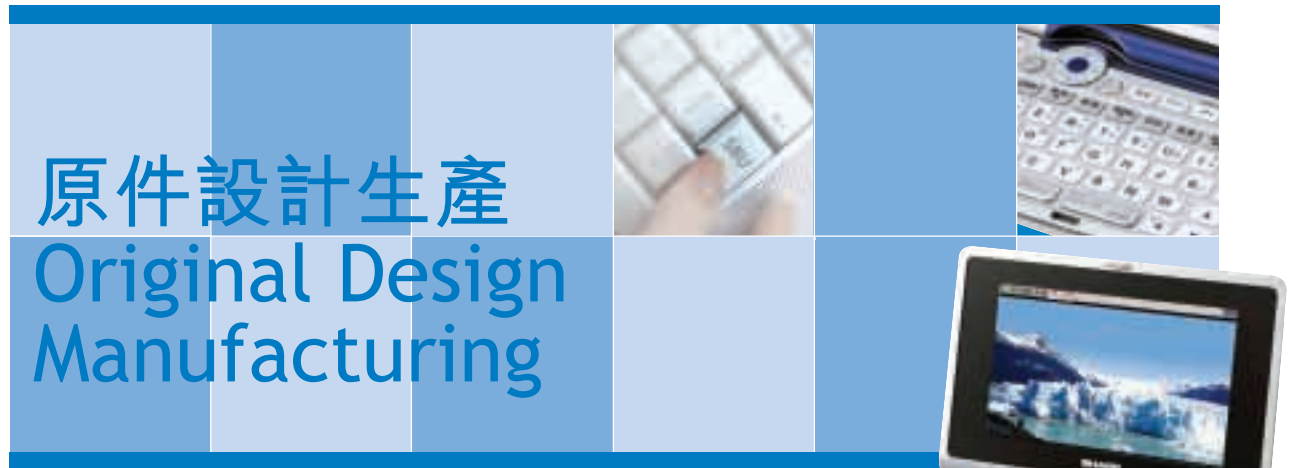 原件設計生產
Original Design
Manufacturing